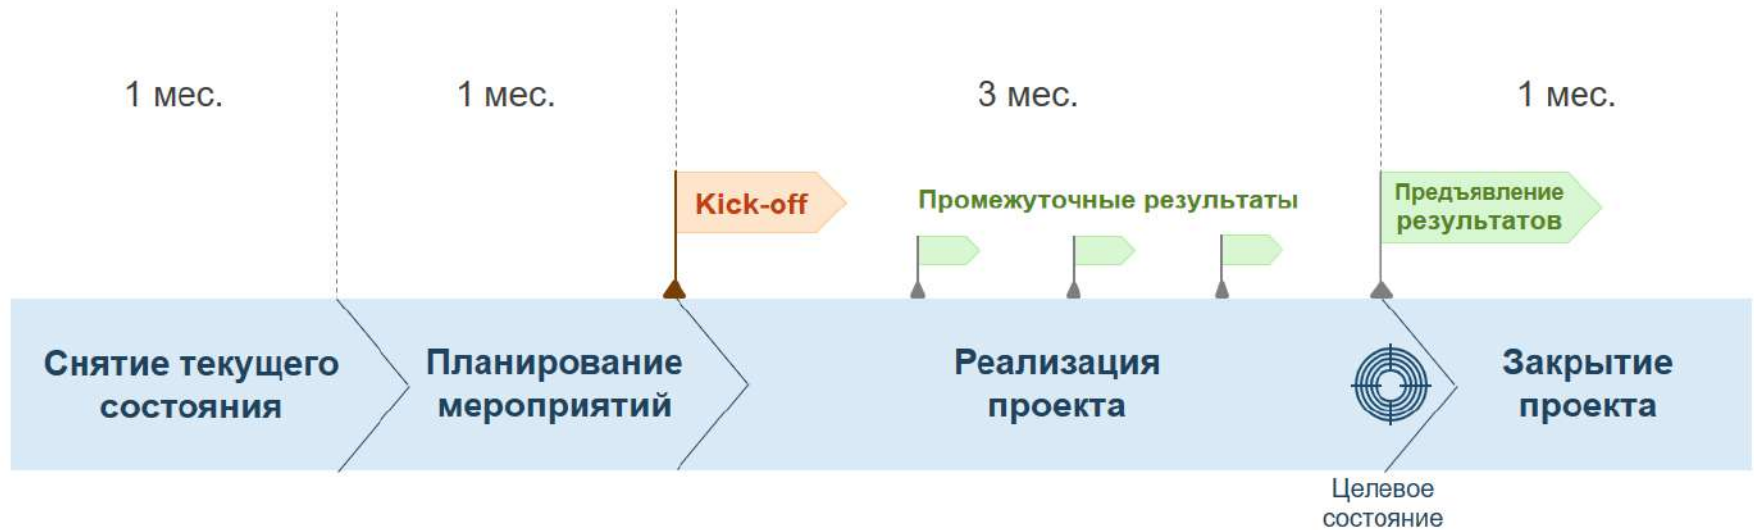 1 мес.
1 мес.
3 мес.
1 мес.
Kick-off
Промежуточные результаты
Предъявление
результатов
Снятие текущего
состояния
Планирование
мероприятий
Реализация
проекта
Закрытие
проекта
Целевое
состояние